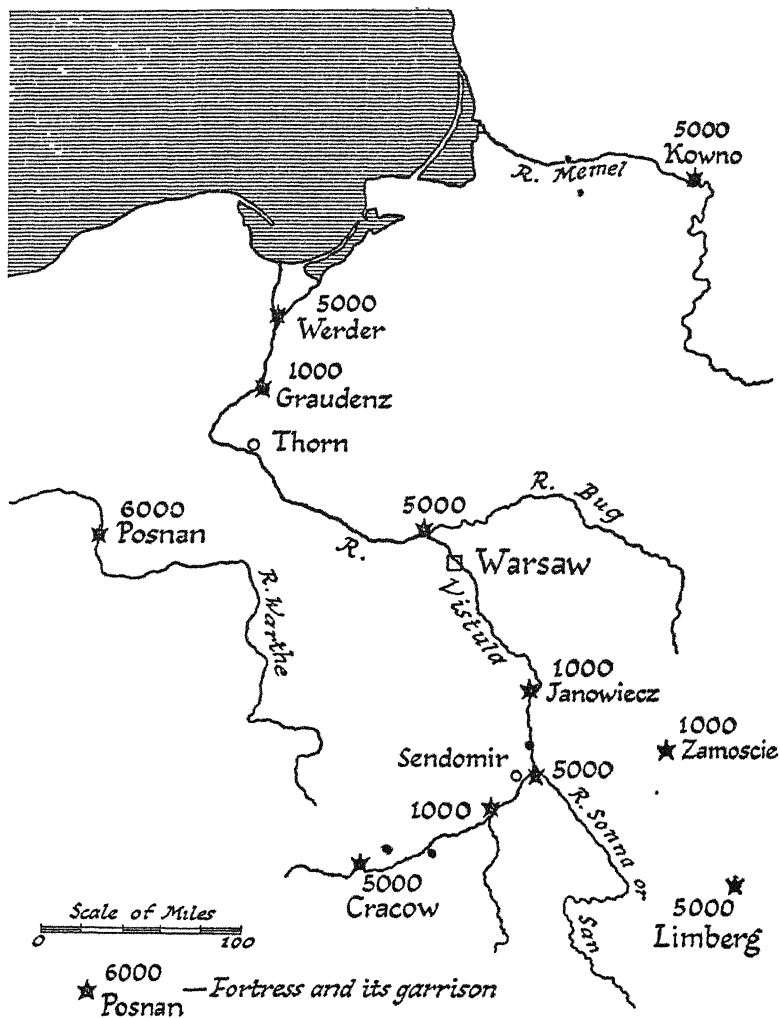 5000
Kowno
R. Memel
5000
Werder
1000
Graudenz
Thorn
6000
Posnan
5000
R. Bug
R. Vistula
Warsaw
R. Warthe
1000
Janowiecz
1000
Zamoscie
Sendomir
5000
1000
R. Sonna or San
5000
Cracow
5000
Limberg
Scale of Miles
0 100
6000
Posnan
—Fortress and its garrison